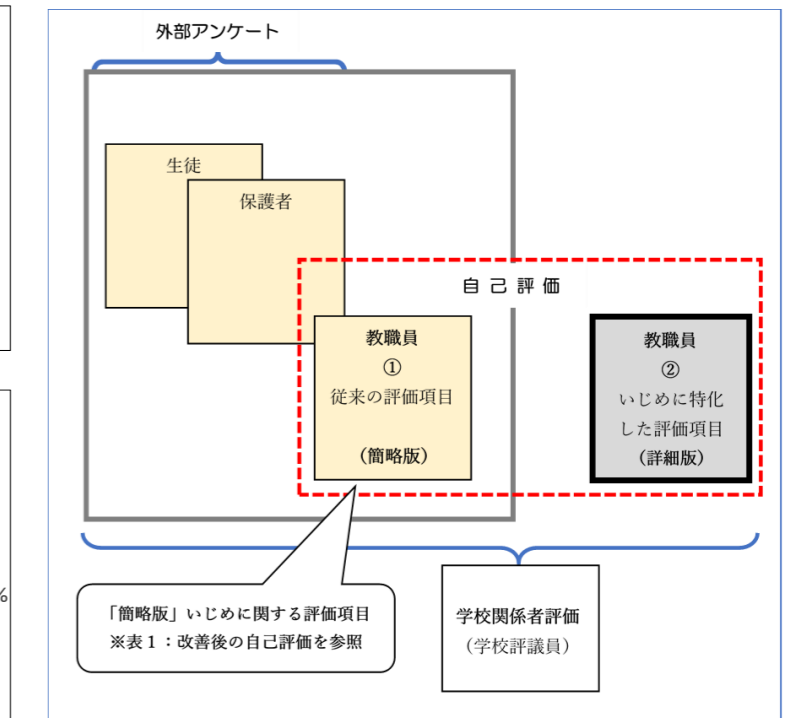 外部アンケート
生徒
保護者
自己評価
教職員
①
従来の評価項目
(簡略版)
教職員
②
いじめに特化
した評価項目
(詳細版)
「簡略版」いじめに関する評価項目
※表１：改善後の自己評価を参照
学校関係者評価
（学校評議員）
%